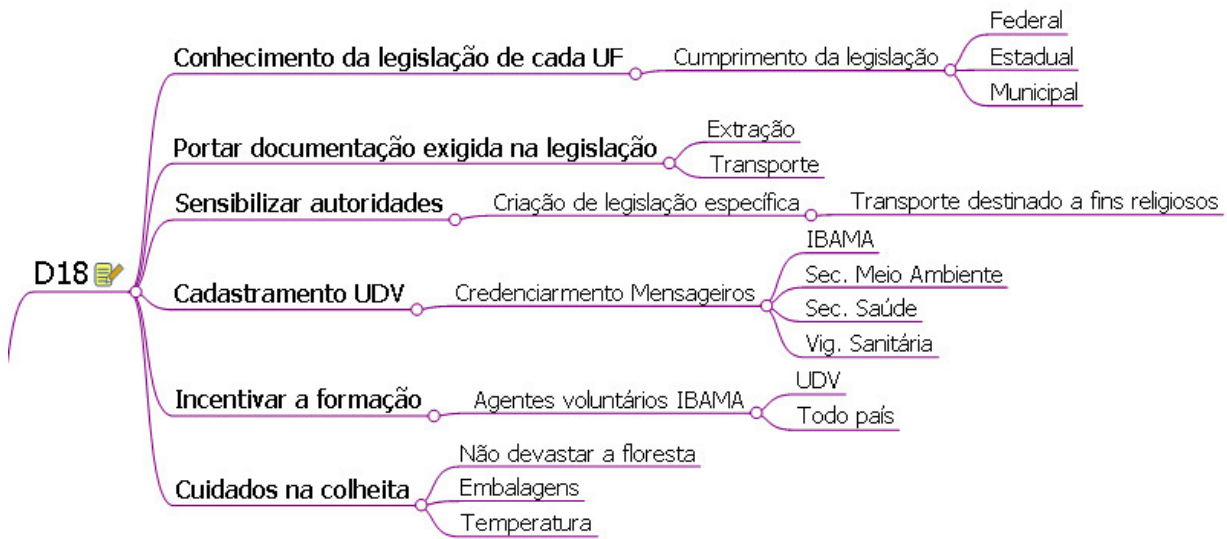 D18
Conhecimento da legislação de cada UF
Cumprimento da legislação
Federal
Estadual
Municipal
Portar documentação exigida na legislação
Extração
Transporte
Sensibilizar autoridades
Criação de legislação específica
Transporte destinado a fins religiosos
Cadastramento UDV
Credenciarmento Mensageiros
IBAMA
Sec. Meio Ambiente
Sec. Saúde
Vig. Sanitária
Incentivar a formação
Agentes voluntários IBAMA
UDV
Todo país
Cuidados na colheita
Não devastar a floresta
Embalagens
Temperatura